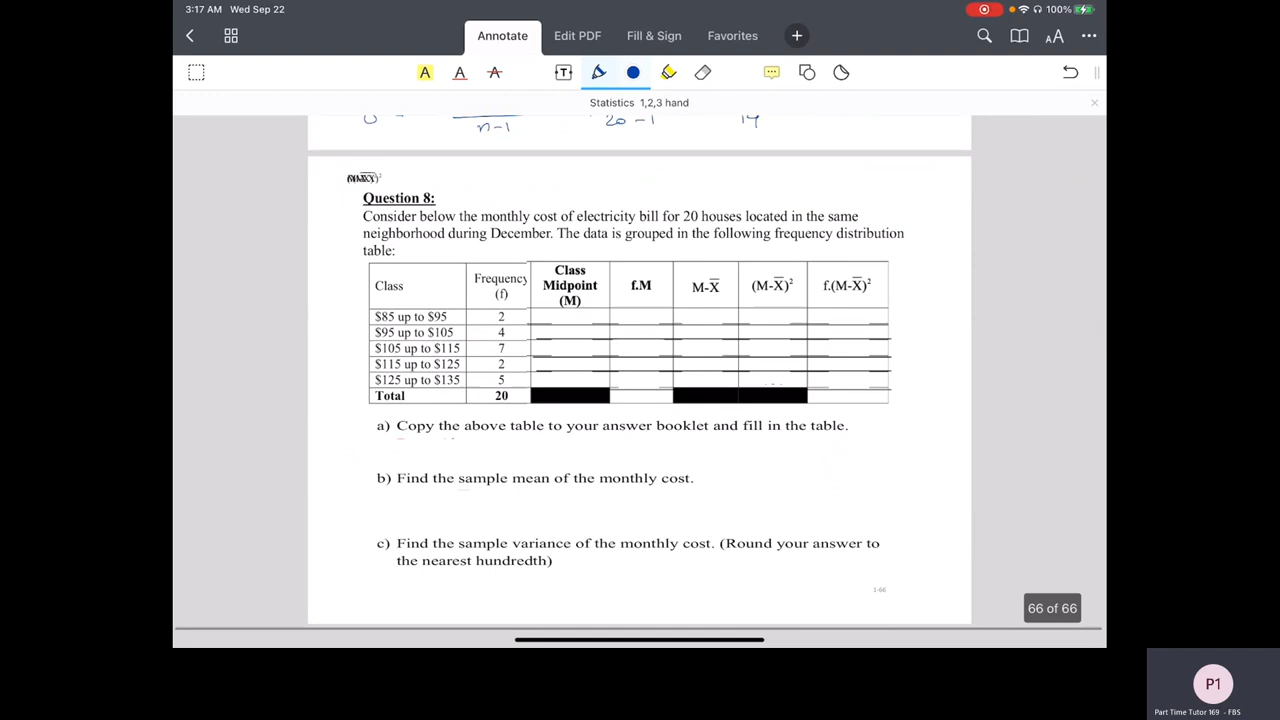 3:17 AM Wed Sep 22
100%
Annotate
Edit PDF
Fill & Sign
Favorites
A
A
A
T
AA
Statistics 1,2,3 hand
n-1
20-1
19
Question 8:
Consider below the monthly cost of electricity bill for 20 houses located in the same
neighborhood during December. The data is grouped in the following frequency distribution
table:
Class Frequency (f) Class Midpoint (M) f.M M-X̅ (M-X̅)² f.(M-X̅)²
$85 up to $95 2
$95 up to $105 4
$105 up to $115 7
$115 up to $125 2
$125 up to $135 5
Total 20
a) Copy the above table to your answer booklet and fill in the table.
b) Find the sample mean of the monthly cost.
c) Find the sample variance of the monthly cost. (Round your answer to
the nearest hundredth)
1-66
66 of 66
P1
Part Time Tutor 169 - FBS